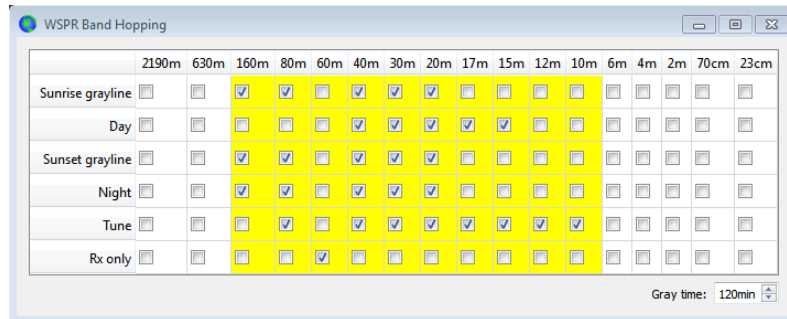 WSPR Band Hopping
2190m 630m 160m 80m 60m 40m 30m 20m 17m 15m 12m 10m 6m 4m 2m 70cm 23cm
Sunrise grayline
Day
Sunset grayline
Night
Tune
Rx only
Gray time: 120min